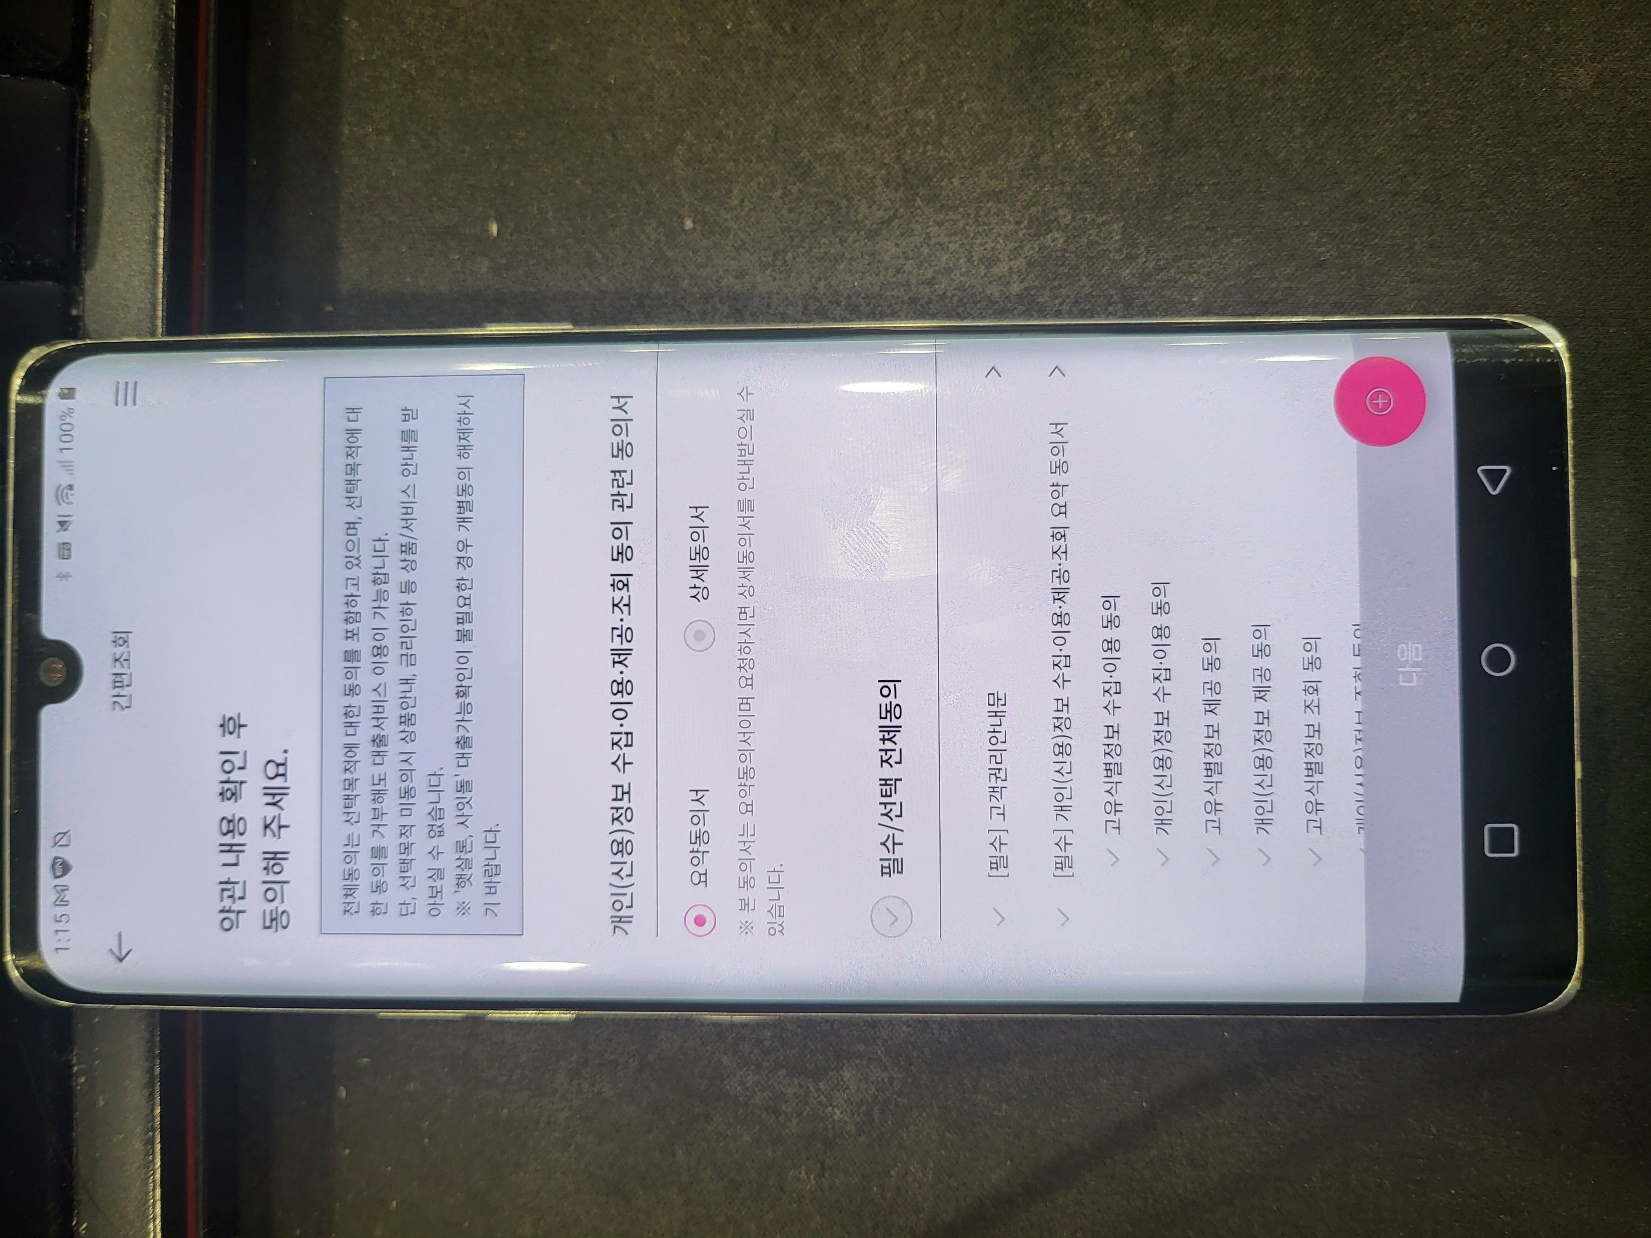 1:15 100%
간편조회
약관 내용 확인 후
동의해 주세요.
전체동의는 선택목적에 대한 동의를 포함하고 있으며, 선택목적에 대
한 동의를 거부해도 대출서비스 이용이 가능합니다.
단, 선택목적 미동의시 상품안내, 금리인하 등 상품/서비스 안내를 받
아보실 수 없습니다.
※ '햇살론, 사잇돌' 대출가능확인이 불필요한 경우 개별동의 해제하시
기 바랍니다.
개인(신용)정보 수집·이용·제공·조회 동의 관련 동의서
요약동의서 상세동의서
※ 본 동의서는 요약동의서이며 요청하시면 상세동의서를 안내받으실 수
있습니다.
필수/선택 전체동의
[필수] 고객권리안내문
[필수] 개인(신용)정보 수집·이용·제공·조회 요약 동의서
고유식별정보 수집·이용 동의
개인(신용)정보 수집·이용 동의
고유식별정보 제공 동의
개인(신용)정보 제공 동의
고유식별정보 조회 동의
개인(신용)정보 조회 동의
다음